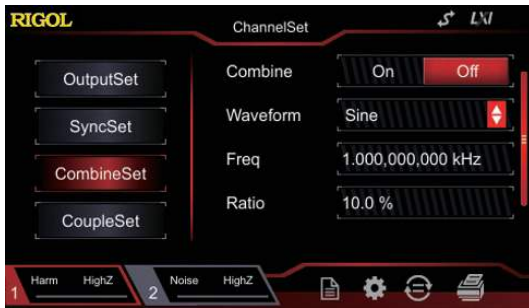 RIGOL
ChannelSet
LXI
OutputSet
SyncSet
CombineSet
CoupleSet
Combine On Off
Waveform Sine
Freq 1.000,000,000 kHz
Ratio 10.0 %
1 Harm HighZ
2 Noise HighZ